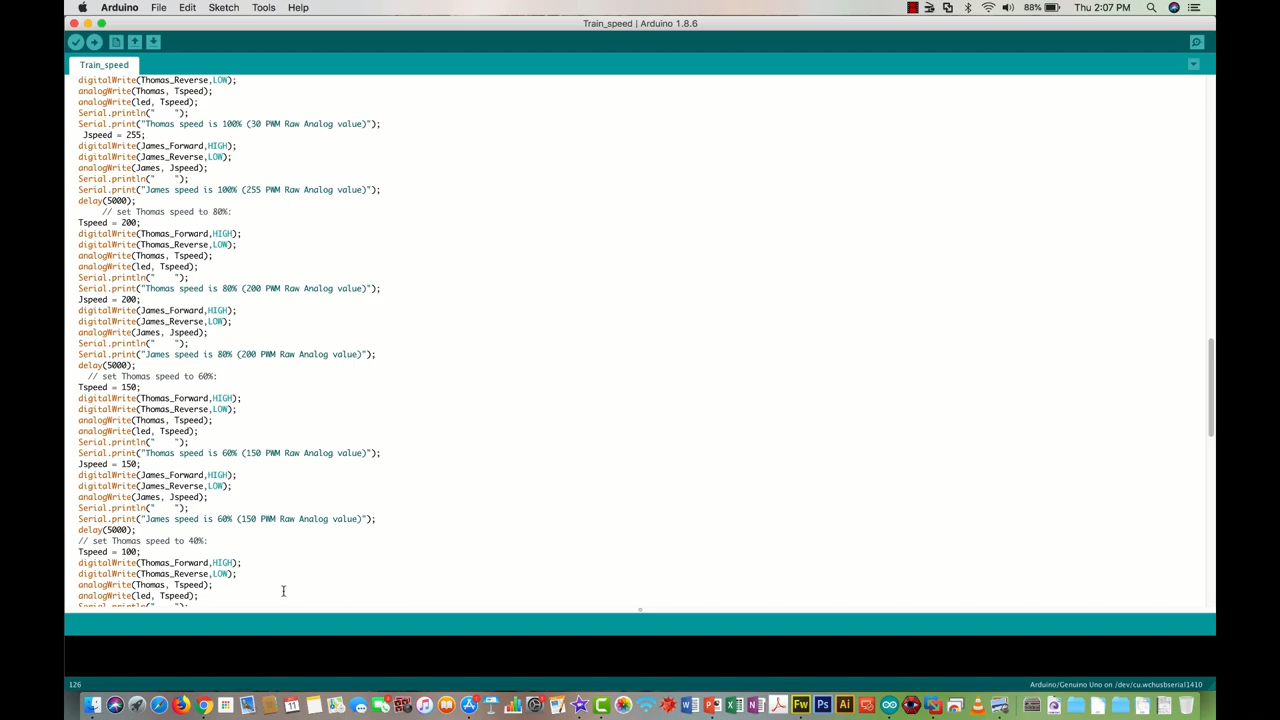 Arduino File Edit Sketch Tools Help 88% Thu 2:07 PM
Train_speed | Arduino 1.8.6
Train_speed
digitalWrite(Thomas_Reverse,LOW);
analogWrite(Thomas, Tspeed);
analogWrite(led, Tspeed);
Serial.println("    ");
Serial.print("Thomas speed is 100% (30 PWM Raw Analog value)");
Jspeed = 255;
digitalWrite(James_Forward,HIGH);
digitalWrite(James_Reverse,LOW);
analogWrite(James, Jspeed);
Serial.println("    ");
Serial.print("James speed is 100% (255 PWM Raw Analog value)");
delay(5000);
// set Thomas speed to 80%:
Tspeed = 200;
digitalWrite(Thomas_Forward,HIGH);
digitalWrite(Thomas_Reverse,LOW);
analogWrite(Thomas, Tspeed);
analogWrite(led, Tspeed);
Serial.println("    ");
Serial.print("Thomas speed is 80% (200 PWM Raw Analog value)");
Jspeed = 200;
digitalWrite(James_Forward,HIGH);
digitalWrite(James_Reverse,LOW);
analogWrite(James, Jspeed);
Serial.println("    ");
Serial.print("James speed is 80% (200 PWM Raw Analog value)");
delay(5000);
// set Thomas speed to 60%:
Tspeed = 150;
digitalWrite(Thomas_Forward,HIGH);
digitalWrite(Thomas_Reverse,LOW);
analogWrite(Thomas, Tspeed);
analogWrite(led, Tspeed);
Serial.println("    ");
Serial.print("Thomas speed is 60% (150 PWM Raw Analog value)");
Jspeed = 150;
digitalWrite(James_Forward,HIGH);
digitalWrite(James_Reverse,LOW);
analogWrite(James, Jspeed);
Serial.println("    ");
Serial.print("James speed is 60% (150 PWM Raw Analog value)");
delay(5000);
// set Thomas speed to 40%:
Tspeed = 100;
digitalWrite(Thomas_Forward,HIGH);
digitalWrite(Thomas_Reverse,LOW);
analogWrite(Thomas, Tspeed);
analogWrite(led, Tspeed);
Serial.println("    ");
126 Arduino/Genuino Uno on /dev/cu.wchusbserial1410
Fw Ps Ai